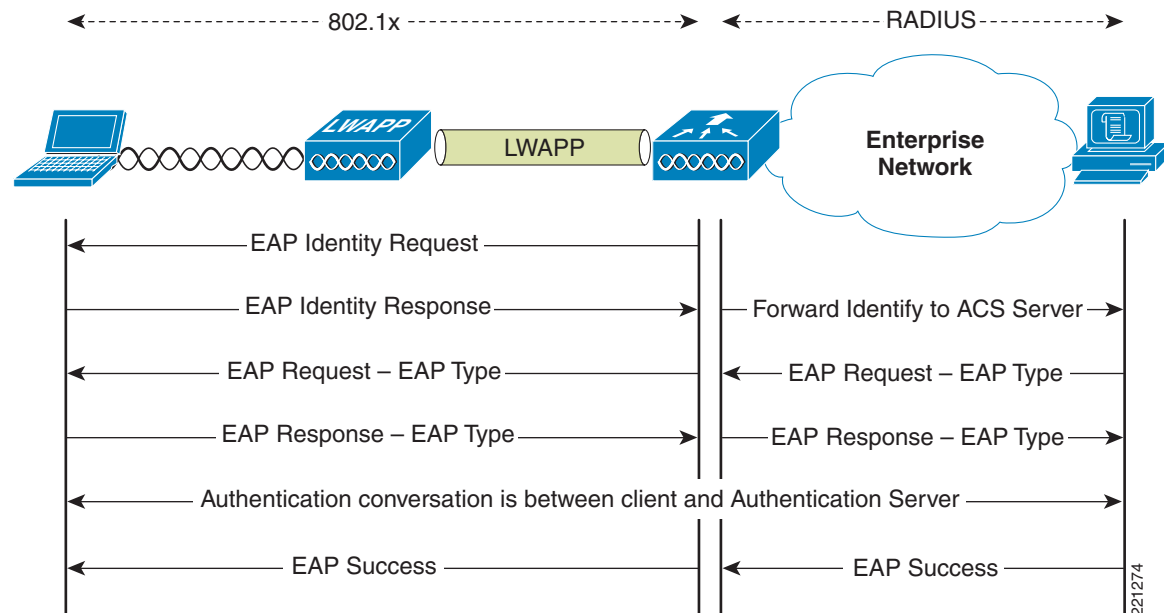 802.1x
RADIUS
LWAPP
LWAPP
Enterprise
Network
EAP Identity Request
EAP Identity Response
Forward Identify to ACS Server
EAP Request – EAP Type
EAP Request – EAP Type
EAP Response – EAP Type
EAP Response – EAP Type
Authentication conversation is between client and Authentication Server
EAP Success
EAP Success
221274